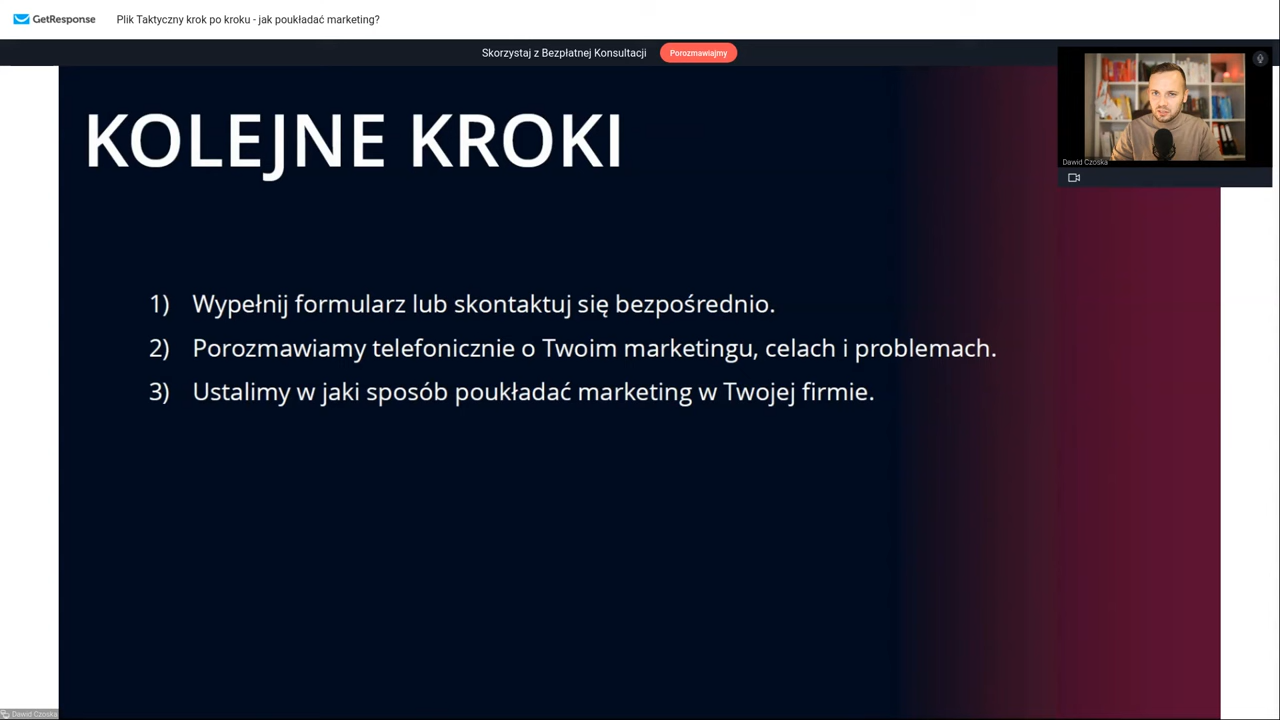 GetResponse
Plik Taktyczny krok po kroku - jak poukładać marketing?
Skorzystaj z Bezpłatnej Konsultacji
Porozmawiajmy
KOLEJNE KROKI
Dawid Czoska
1) Wypełnij formularz lub skontaktuj się bezpośrednio.
2) Porozmawiamy telefonicznie o Twoim marketingu, celach i problemach.
3) Ustalimy w jaki sposób poukładać marketing w Twojej firmie.
Dawid Czoska